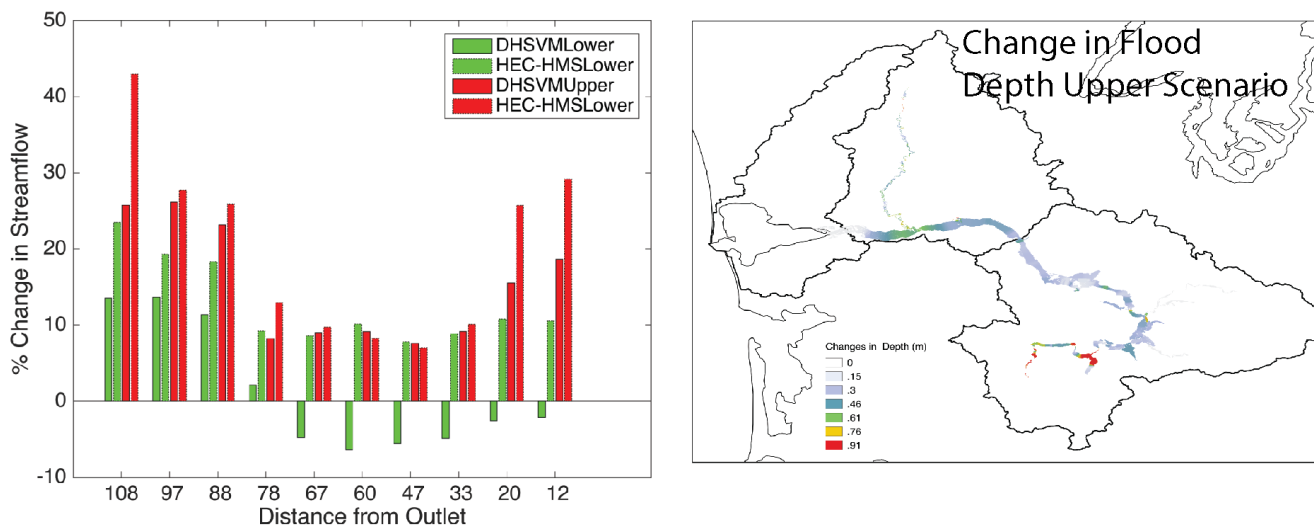 50
40
30
20
10
0
-10
% Change in Streamflow
DHSVMLower
HEC-HMSLower
DHSVMUpper
HEC-HMSLower
108 97 88 78 67 60 47 33 20 12
Distance from Outlet
Change in Flood
Depth Upper Scenario
Changes in Depth (m)
0
.15
.3
.46
.61
.76
.91